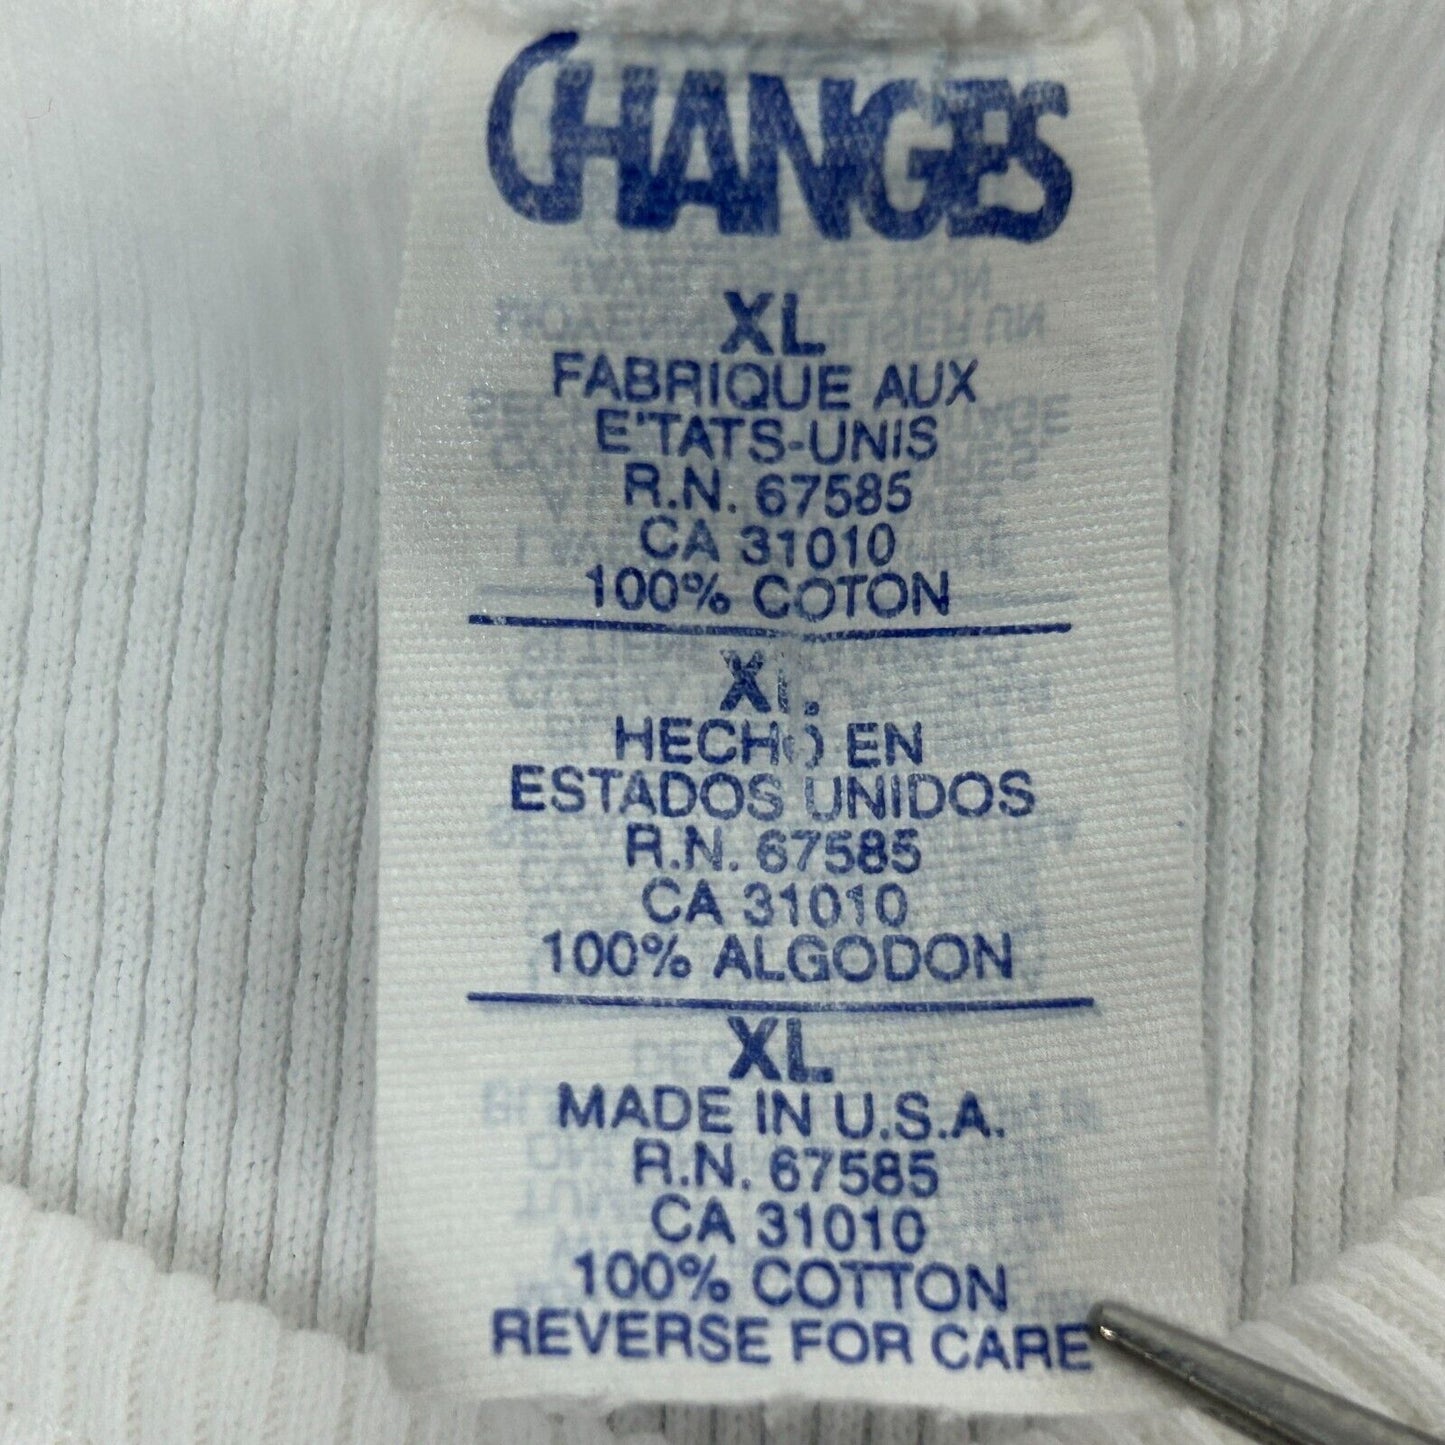 CHANGES
XL
FABRIQUE AUX
E'TATS-UNIS
R.N. 67585
CA 31010
100% COTON
XL
HECHO EN
ESTADOS UNIDOS
R.N. 67585
CA 31010
100% ALGODON
XL
MADE IN U.S.A.
R.N. 67585
CA 31010
100% COTTON
REVERSE FOR CARE